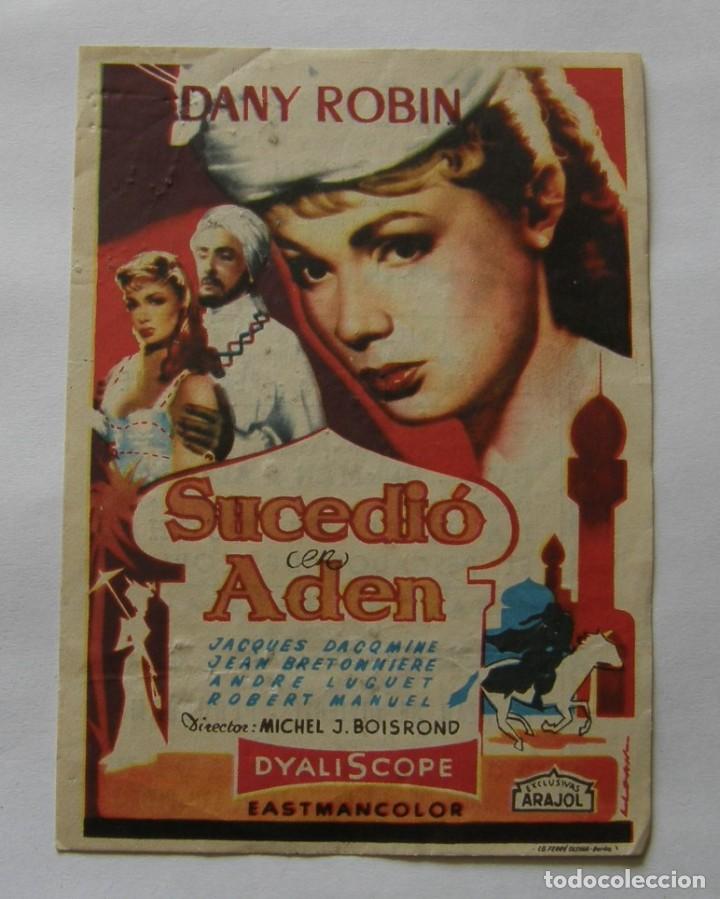 DANY ROBIN
Sucedió
en
Aden
JACQUES DACQMINE
JEAN BRETONNIERE
ANDRE LUGUET
ROBERT MANUEL
Director: MICHEL J. BOISROND
DYALISCOPE
EASTMANCOLOR
EXCLUSIVAS
ARAJOL
todocoleccion.net